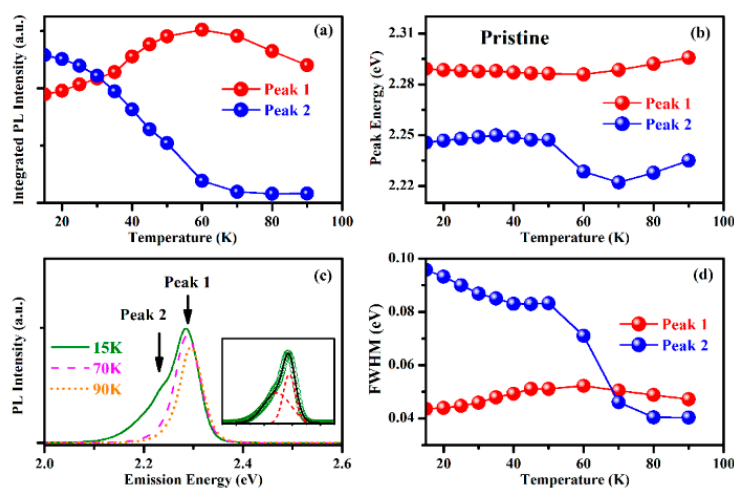 (a)
Integrated PL Intensity (a.u.)
Peak 1
Peak 2
20 40 60 80 100
Temperature (K)
(b)
Pristine
Peak Energy (eV)
2.31
2.28
2.25
2.22
Peak 1
Peak 2
20 40 60 80 100
Temperature (K)
(c)
PL Intensity (a.u.)
Peak 1
Peak 2
15K
70K
90K
2.0 2.2 2.4 2.6
Emission Energy (eV)
(d)
FWHM (eV)
0.10
0.08
0.06
0.04
Peak 1
Peak 2
20 40 60 80 100
Temperature (K)